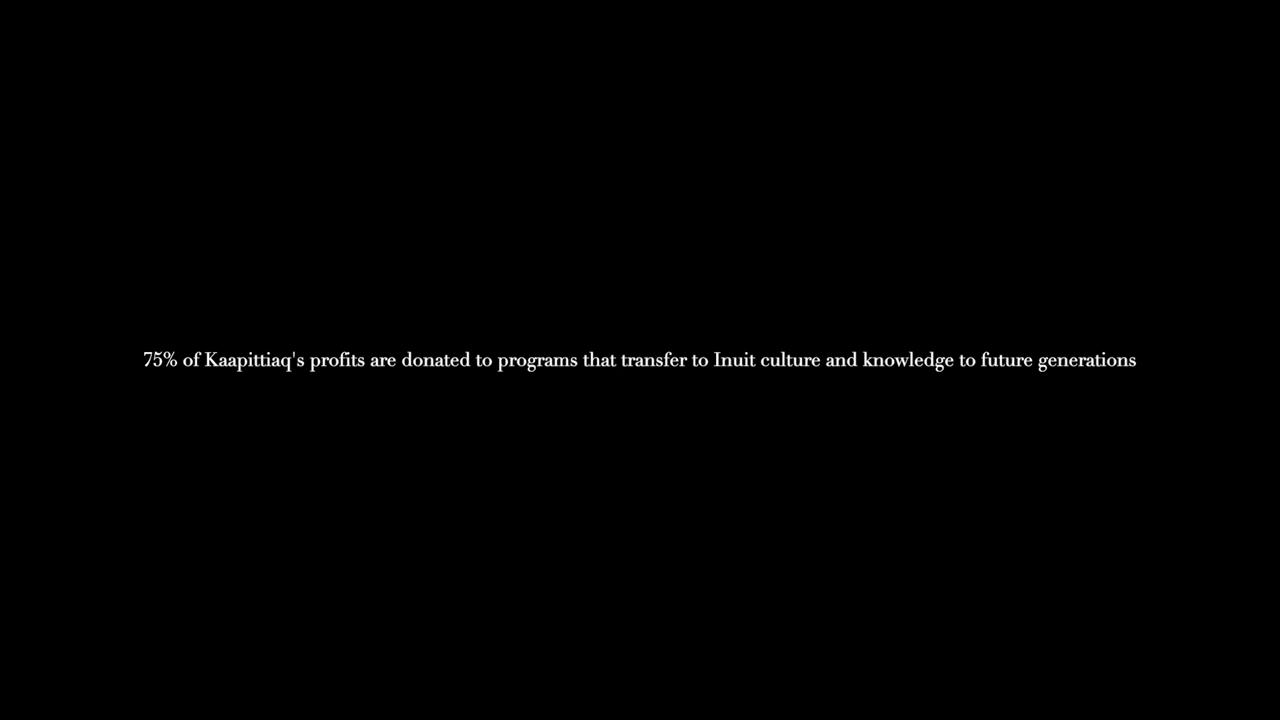 75% of Kaapittiaq's profits are donated to programs that transfer to Inuit culture and knowledge to future generations